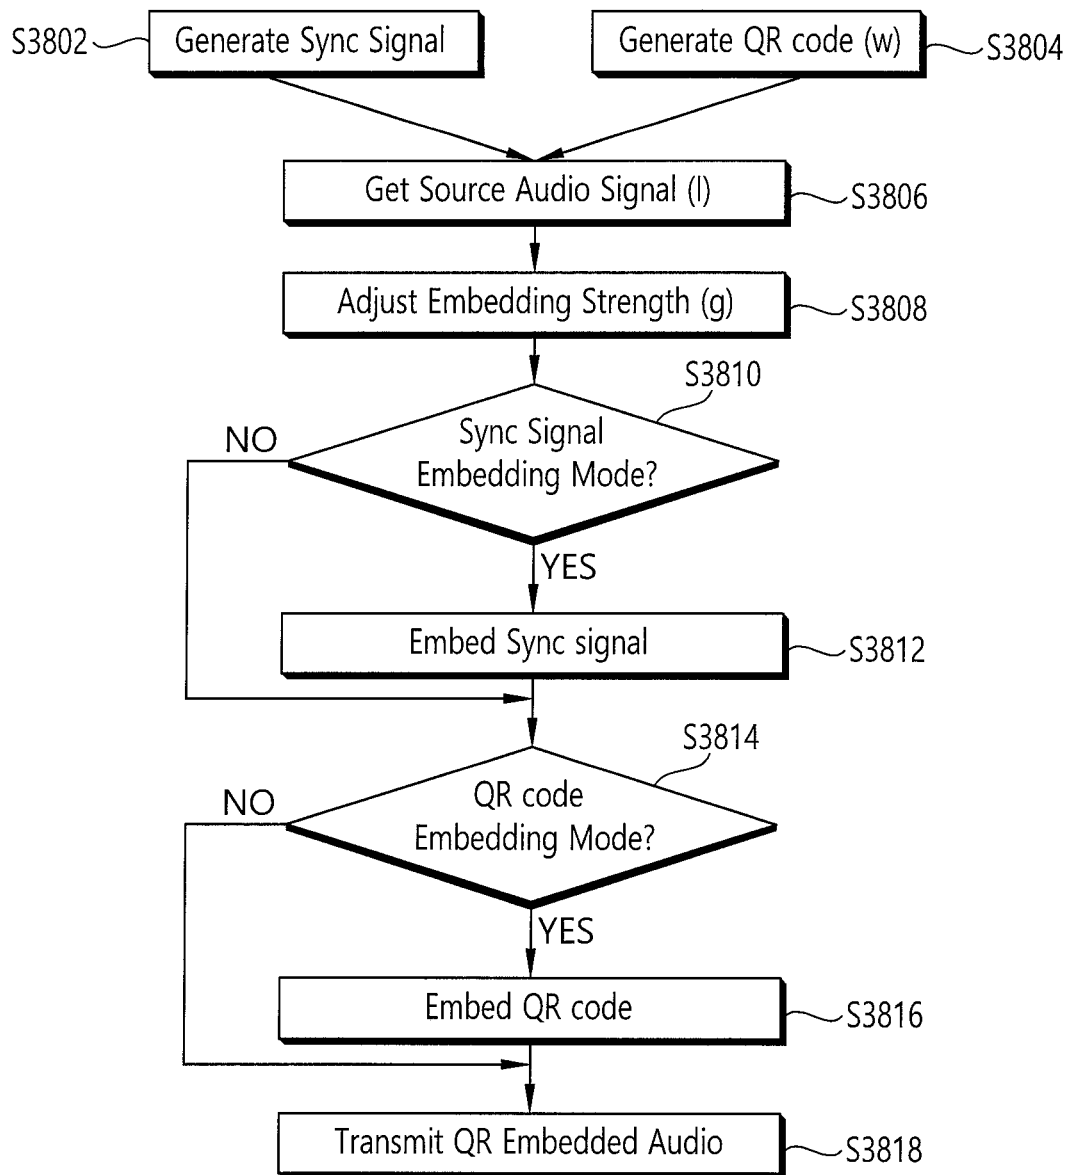 S3802
Generate Sync Signal
Generate QR code (w)
S3804
Get Source Audio Signal (I)
S3806
Adjust Embedding Strength (g)
S3808
S3810
Sync Signal
Embedding Mode?
NO
YES
Embed Sync signal
S3812
S3814
QR code
Embedding Mode?
NO
YES
Embed QR code
S3816
Transmit QR Embedded Audio
S3818